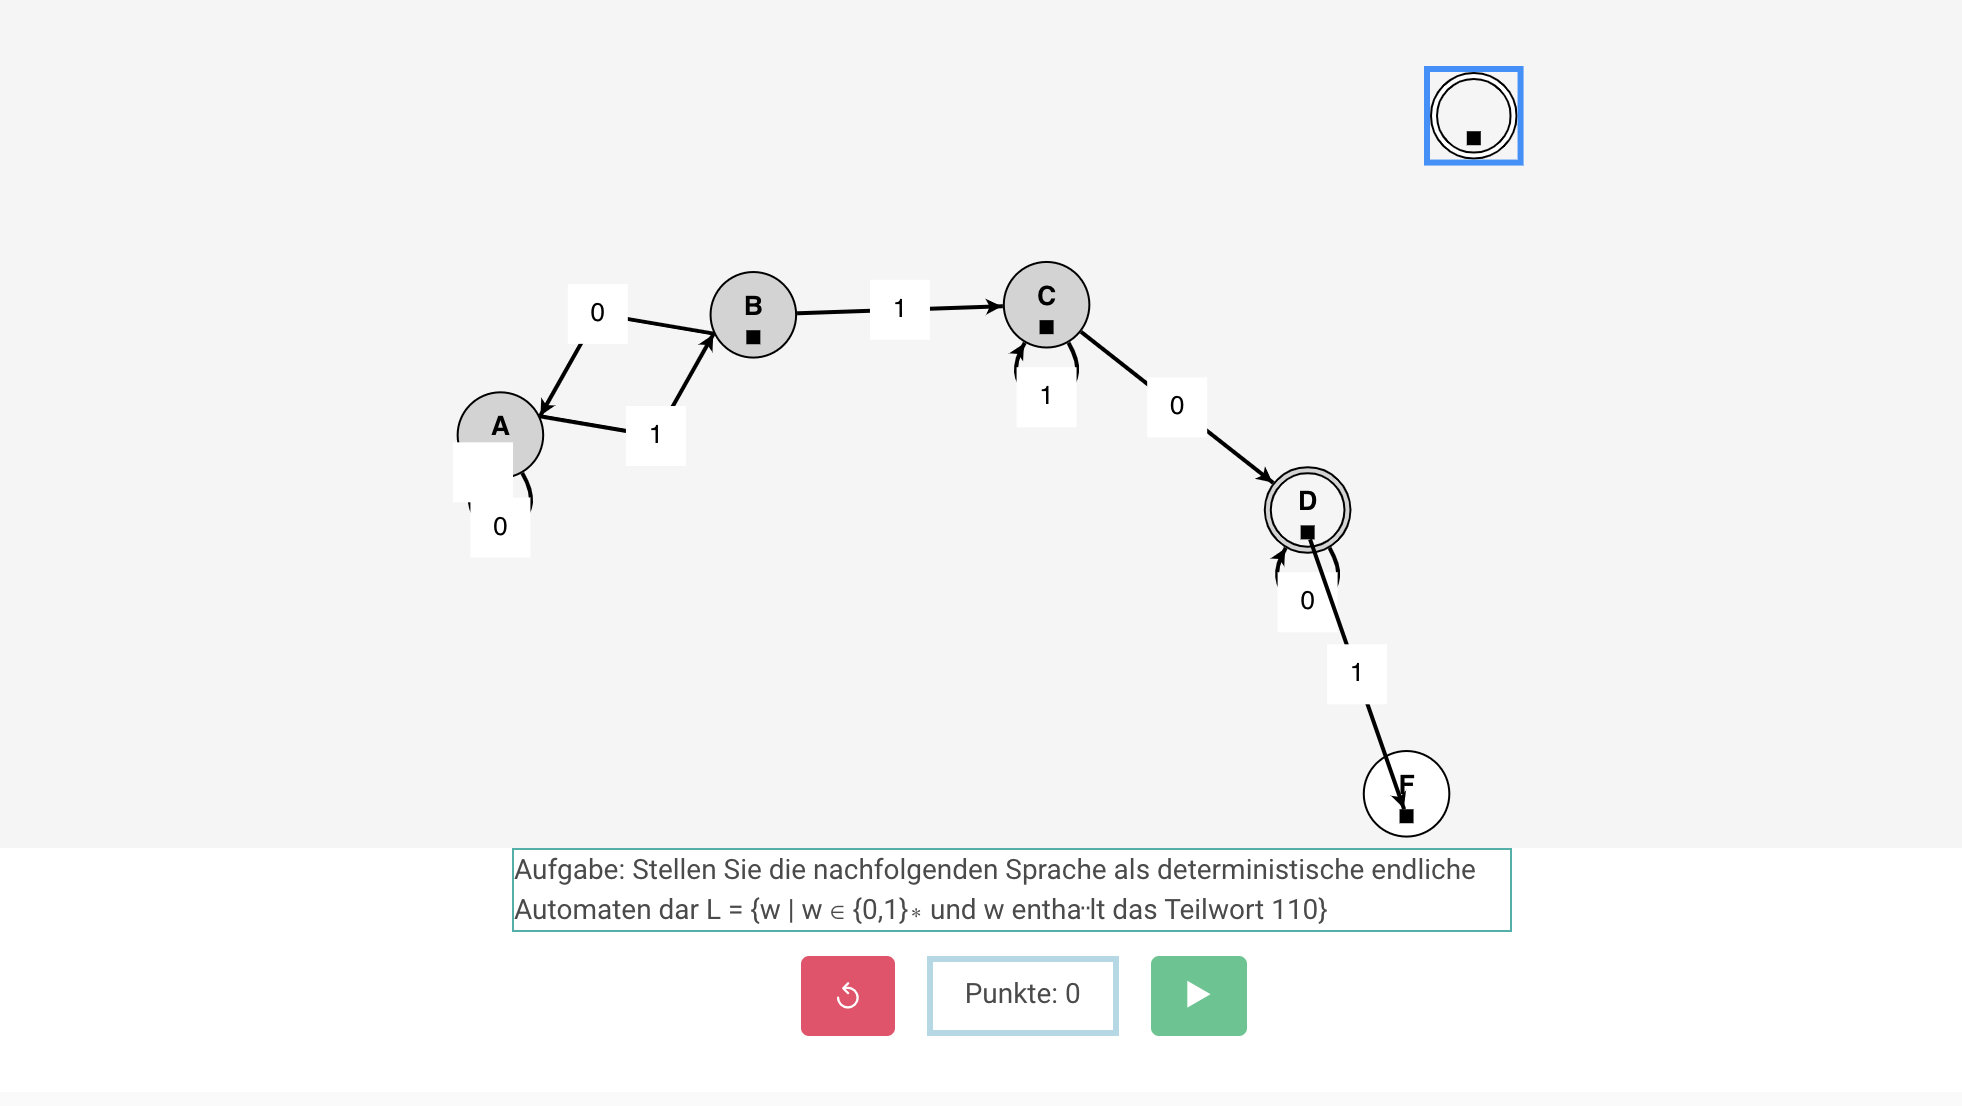 0
B
1
C
A
1
1
0
0
D
0
1
F
Aufgabe: Stellen Sie die nachfolgenden Sprache als deterministische endliche
Automaten dar L = {w | w ∈ {0,1}∗ und w entha¨lt das Teilwort 110}
Punkte: 0